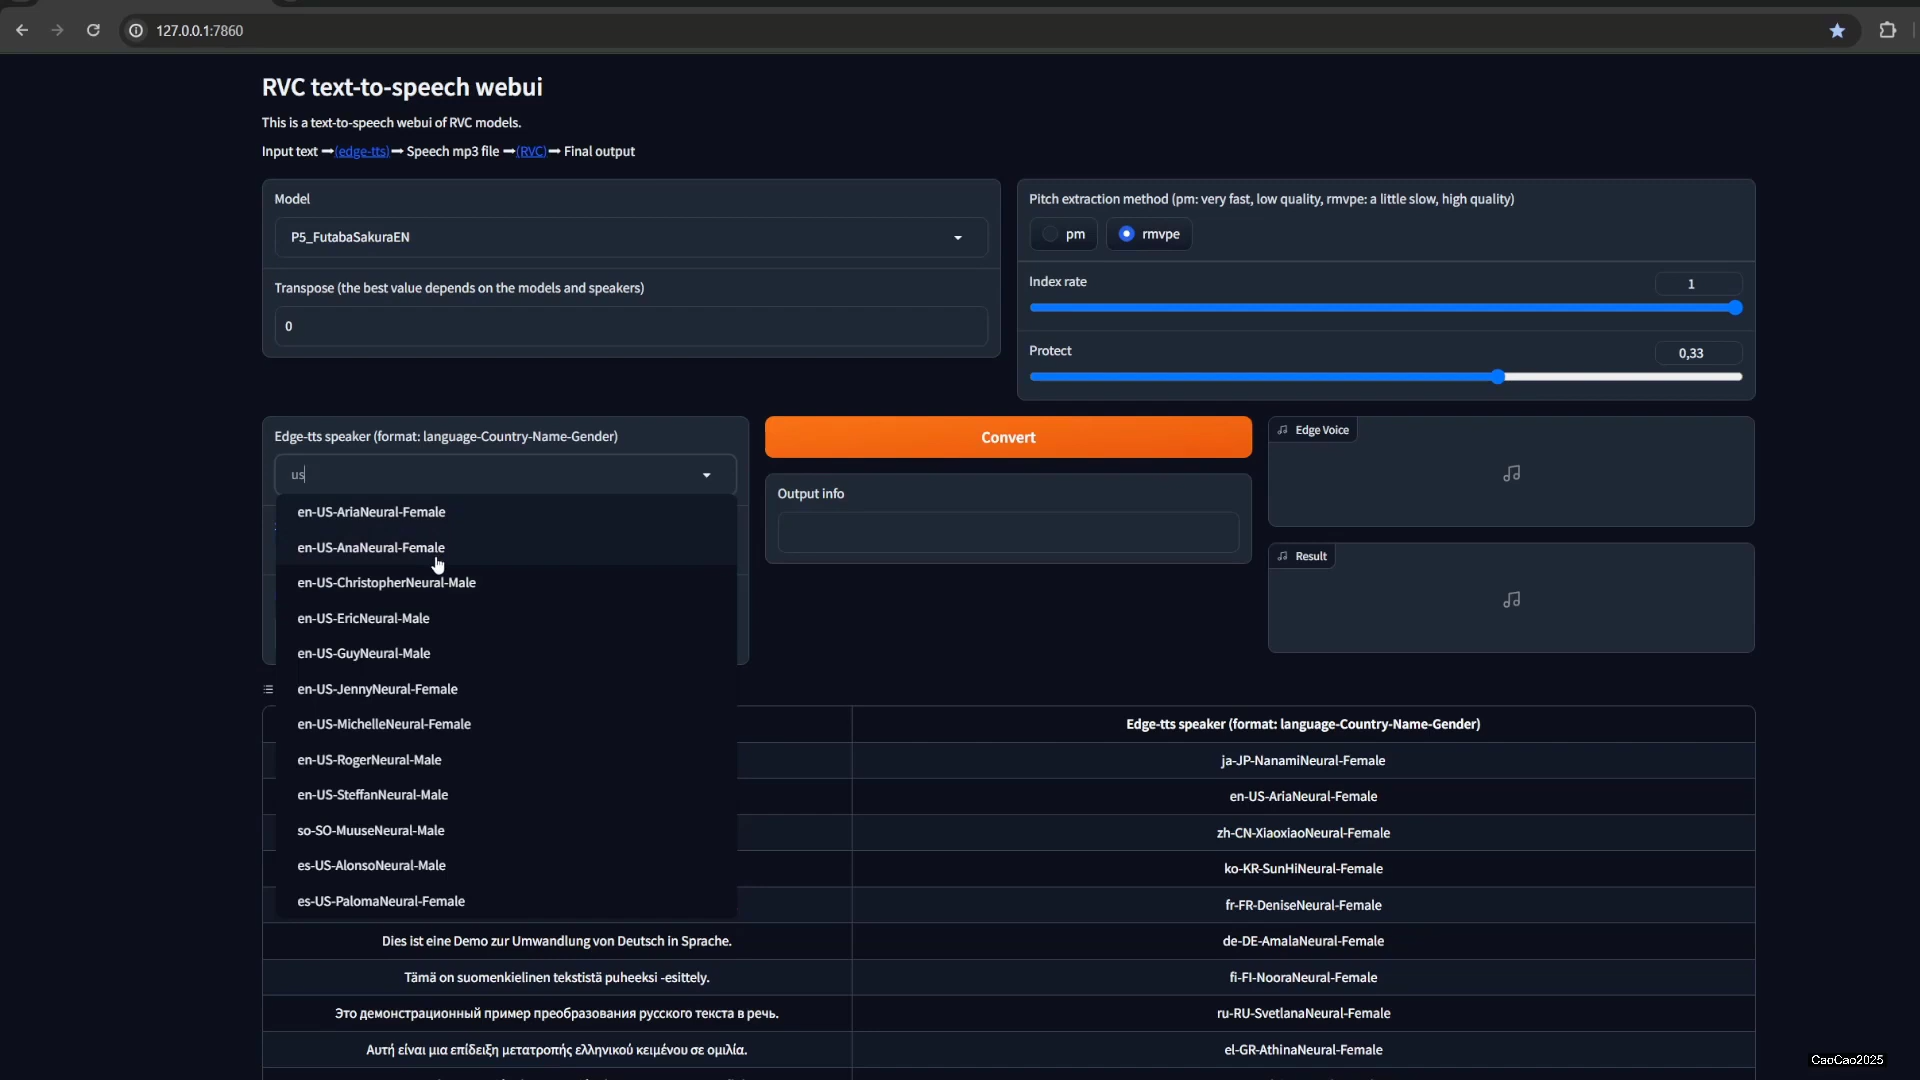 127.0.0.1:7860
RVC text-to-speech webui
This is a text-to-speech webui of RVC models.
Input text ➡(edge-tts)➡ Speech mp3 file ➡(RVC)➡ Final output
Model
P5_FutabaSakuraEN
Transpose (the best value depends on the models and speakers)
0
Pitch extraction method (pm: very fast, low quality, rmvpe: a little slow, high quality)
pm
rmvpe
Index rate
1
Protect
0,33
Edge-tts speaker (format: language-Country-Name-Gender)
us
en-US-AriaNeural-Female
en-US-AnaNeural-Female
en-US-ChristopherNeural-Male
en-US-EricNeural-Male
en-US-GuyNeural-Male
en-US-JennyNeural-Female
en-US-MichelleNeural-Female
en-US-RogerNeural-Male
en-US-SteffanNeural-Male
so-SO-MuuseNeural-Male
es-US-AlonsoNeural-Male
es-US-PalomaNeural-Female
Convert
Output info
Edge Voice
Result
Edge-tts speaker (format: language-Country-Name-Gender)
ja-JP-NanamiNeural-Female
en-US-AriaNeural-Female
zh-CN-XiaoxiaoNeural-Female
ko-KR-SunHiNeural-Female
fr-FR-DeniseNeural-Female
Dies ist eine Demo zur Umwandlung von Deutsch in Sprache.
de-DE-AmalaNeural-Female
Tämä on suomenkielinen tekstistä puheeksi -esittely.
fi-FI-NooraNeural-Female
Это демонстрационный пример преобразования русского текста в речь.
ru-RU-SvetlanaNeural-Female
Αυτή είναι μια επίδειξη μετατροπής ελληνικού κειμένου σε ομιλία.
el-GR-AthinaNeural-Female
CaoCao2025